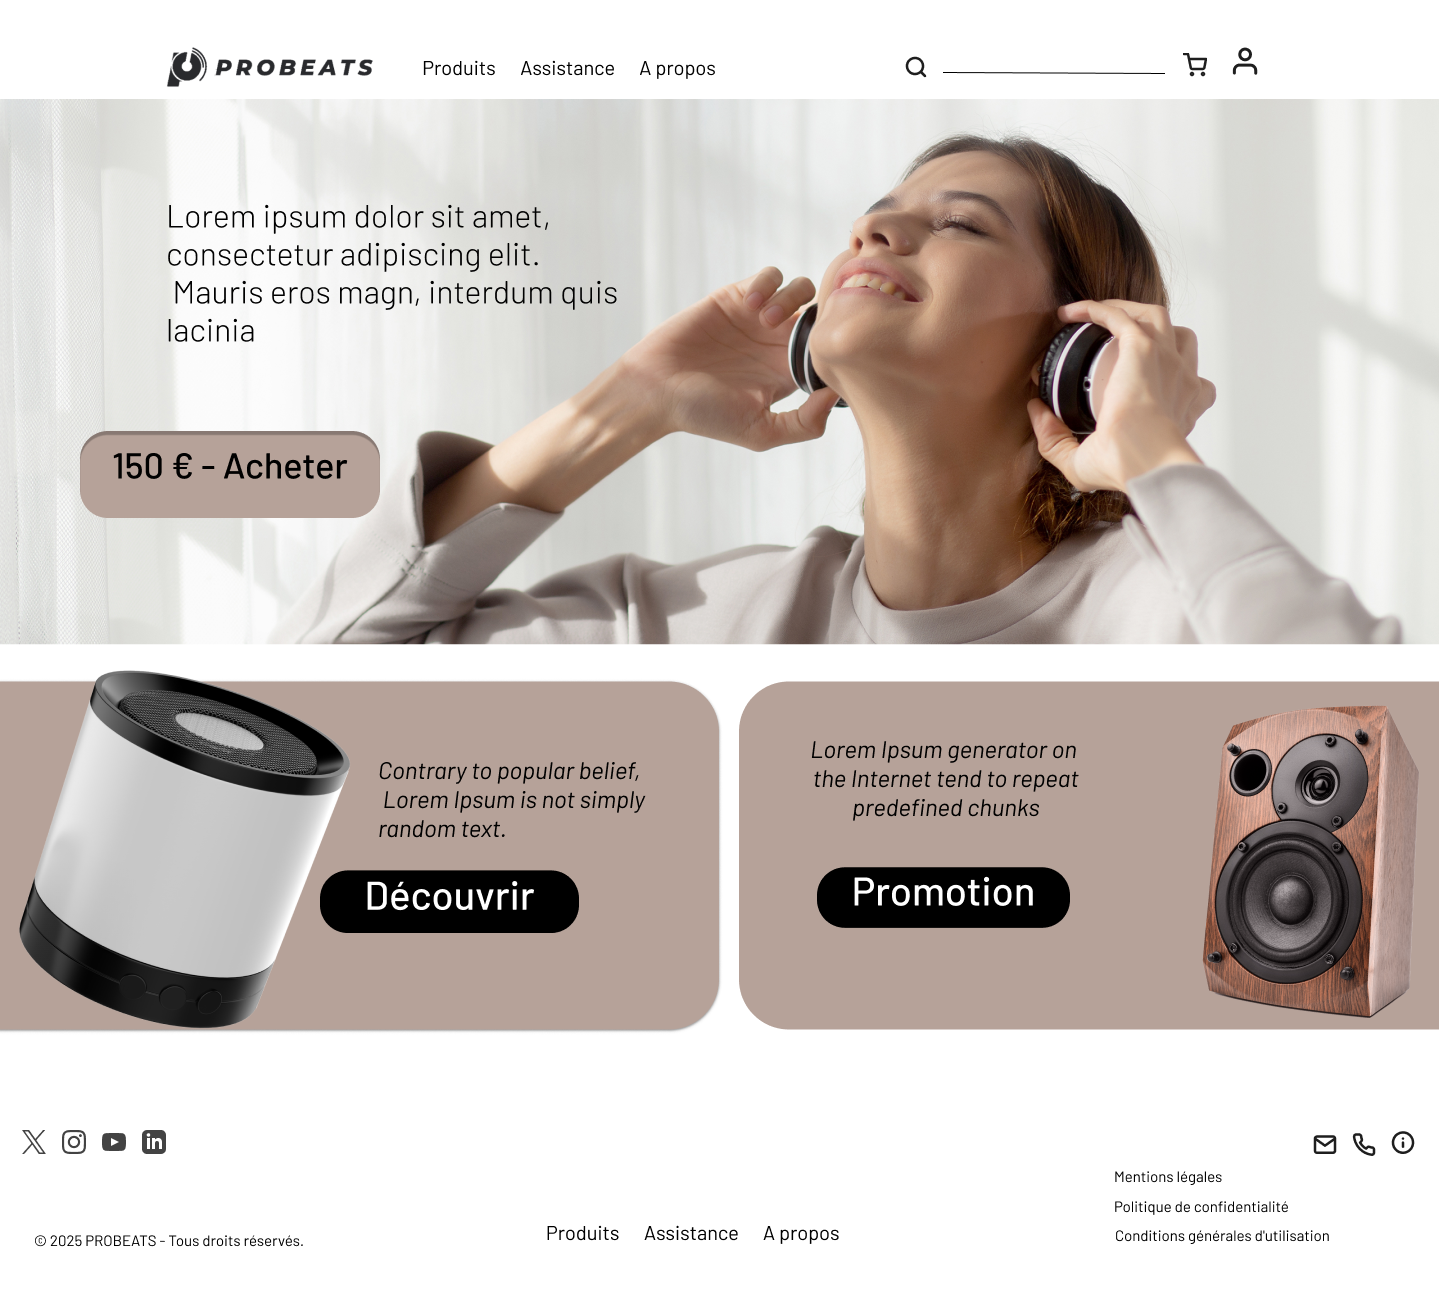 PROBEATS
Produits Assistance A propos
Lorem ipsum dolor sit amet,
consectetur adipiscing elit.
Mauris eros magn, interdum quis
lacinia
150 € - Acheter
Contrary to popular belief,
Lorem Ipsum is not simply
random text.
Découvrir
Lorem Ipsum generator on
the Internet tend to repeat
predefined chunks
Promotion
Mentions légales
Politique de confidentialité
Conditions générales d'utilisation
Produits Assistance A propos
© 2025 PROBEATS - Tous droits réservés.